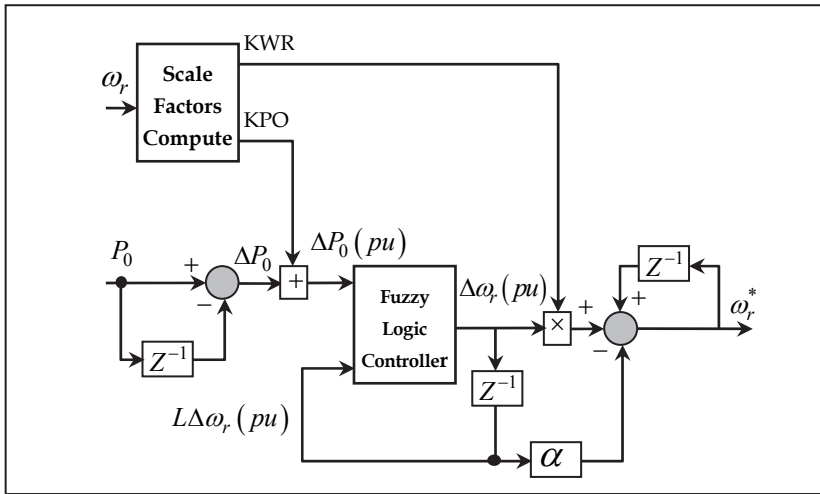 KWR
ω_r
Scale
Factors
Compute
KPO
P_0
+
−
ΔP_0
+
ΔP_0(pu)
Z^{-1}
Fuzzy
Logic
Controller
LΔω_r(pu)
Δω_r(pu)
×
+
−
+
Z^{-1}
ω_r^*
Z^{-1}
α